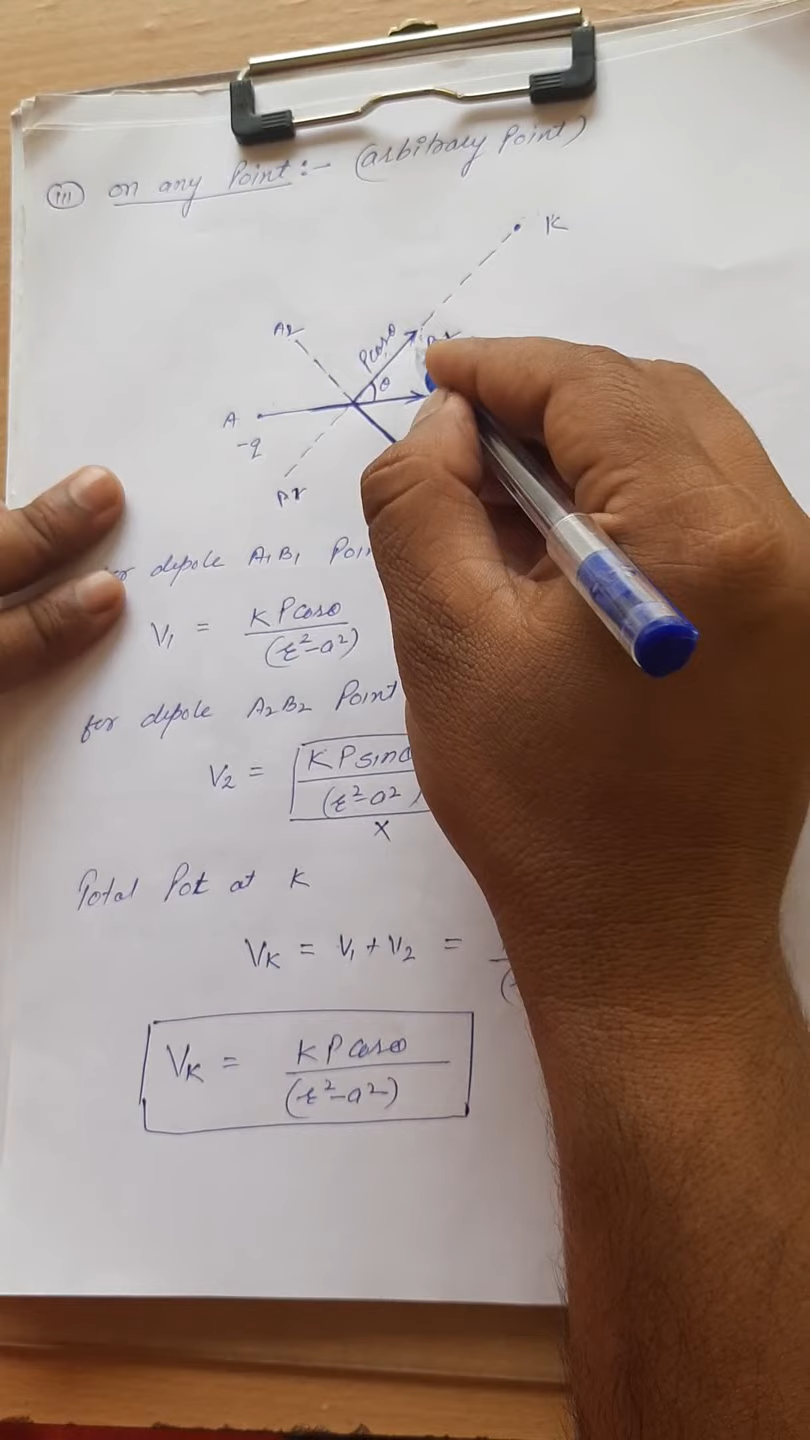 (iii) on any Point :- (arbitrary Point)
K
A2
Pcosθ
θ
A
-q
dipole A1B1
V1 = KPcosθ / (r²-a²)
for dipole A2B2 Point
V2 = KPsin / (r²-a²)
x
Total Pot at K
VK = V1 + V2 =
VK = KPcosθ / (r²-a²)